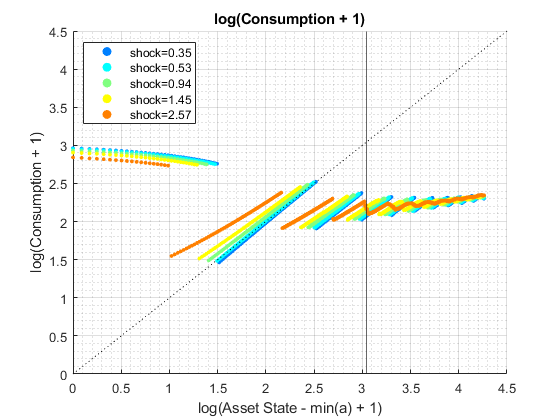 log(Consumption + 1)
4.5
4
3.5
3
2.5
2
1.5
1
0.5
0
log(Consumption + 1)
shock=0.35
shock=0.53
shock=0.94
shock=1.45
shock=2.57
0 0.5 1 1.5 2 2.5 3 3.5 4 4.5
log(Asset State - min(a) + 1)